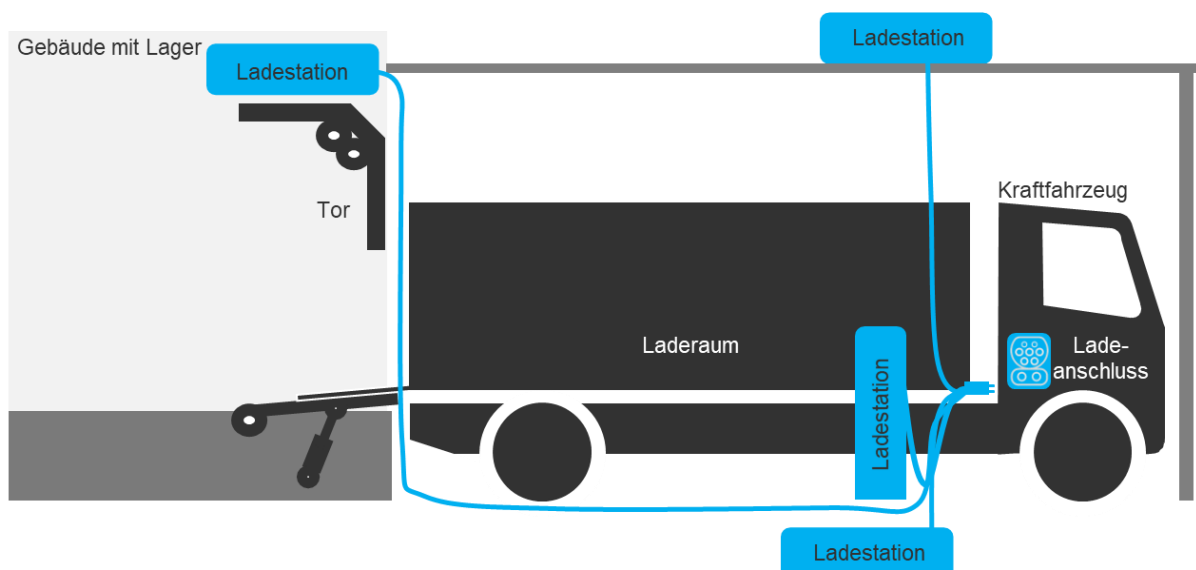 Gebäude mit Lager
Ladestation
Ladestation
Tor
Kraftfahrzeug
Laderaum
Lade-
anschluss
Ladestation
Ladestation